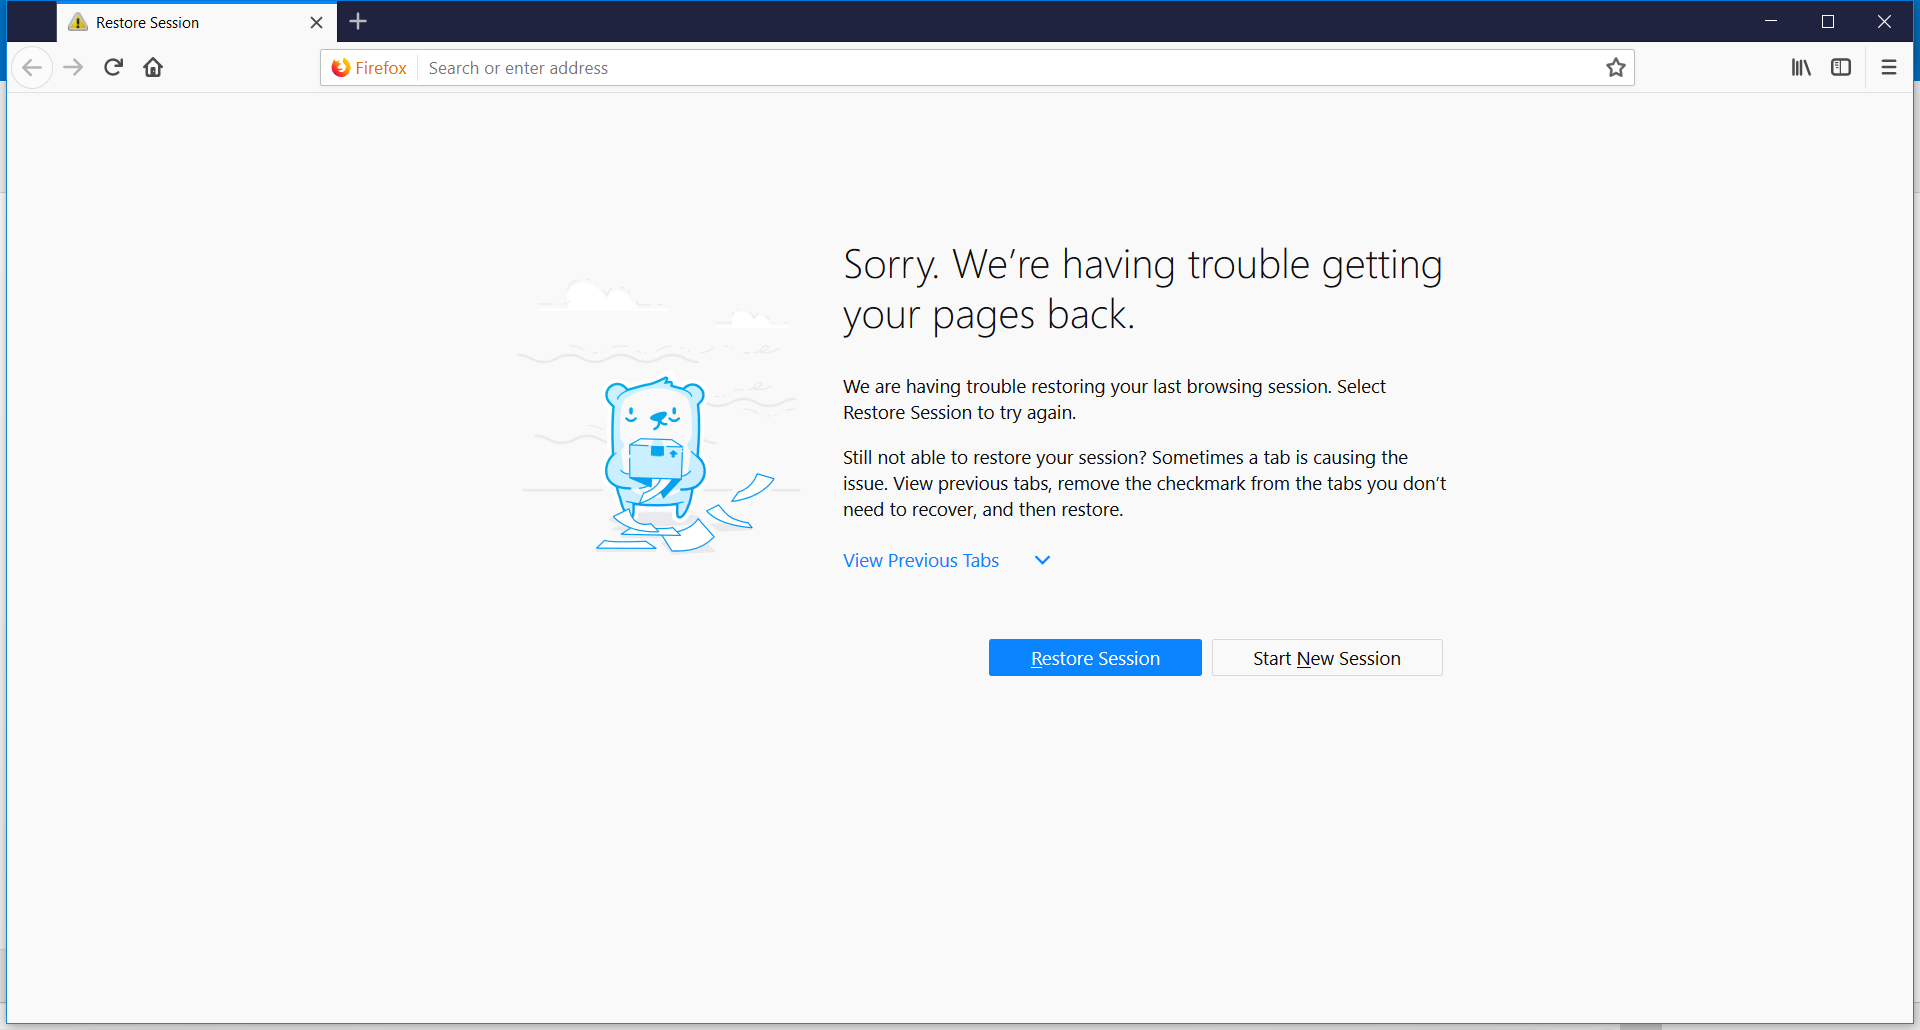 Restore Session
Firefox
Search or enter address
Sorry. We’re having trouble getting
your pages back.
We are having trouble restoring your last browsing session. Select
Restore Session to try again.
Still not able to restore your session? Sometimes a tab is causing the
issue. View previous tabs, remove the checkmark from the tabs you don’t
need to recover, and then restore.
View Previous Tabs
Restore Session
Start New Session